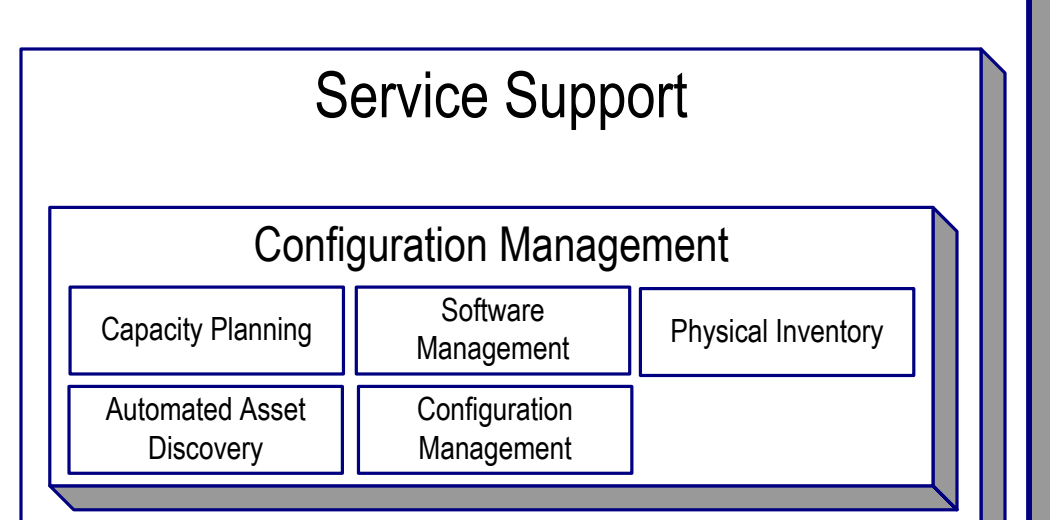 Service Support
Configuration Management
Capacity Planning
Software
Management
Physical Inventory
Automated Asset
Discovery
Configuration
Management